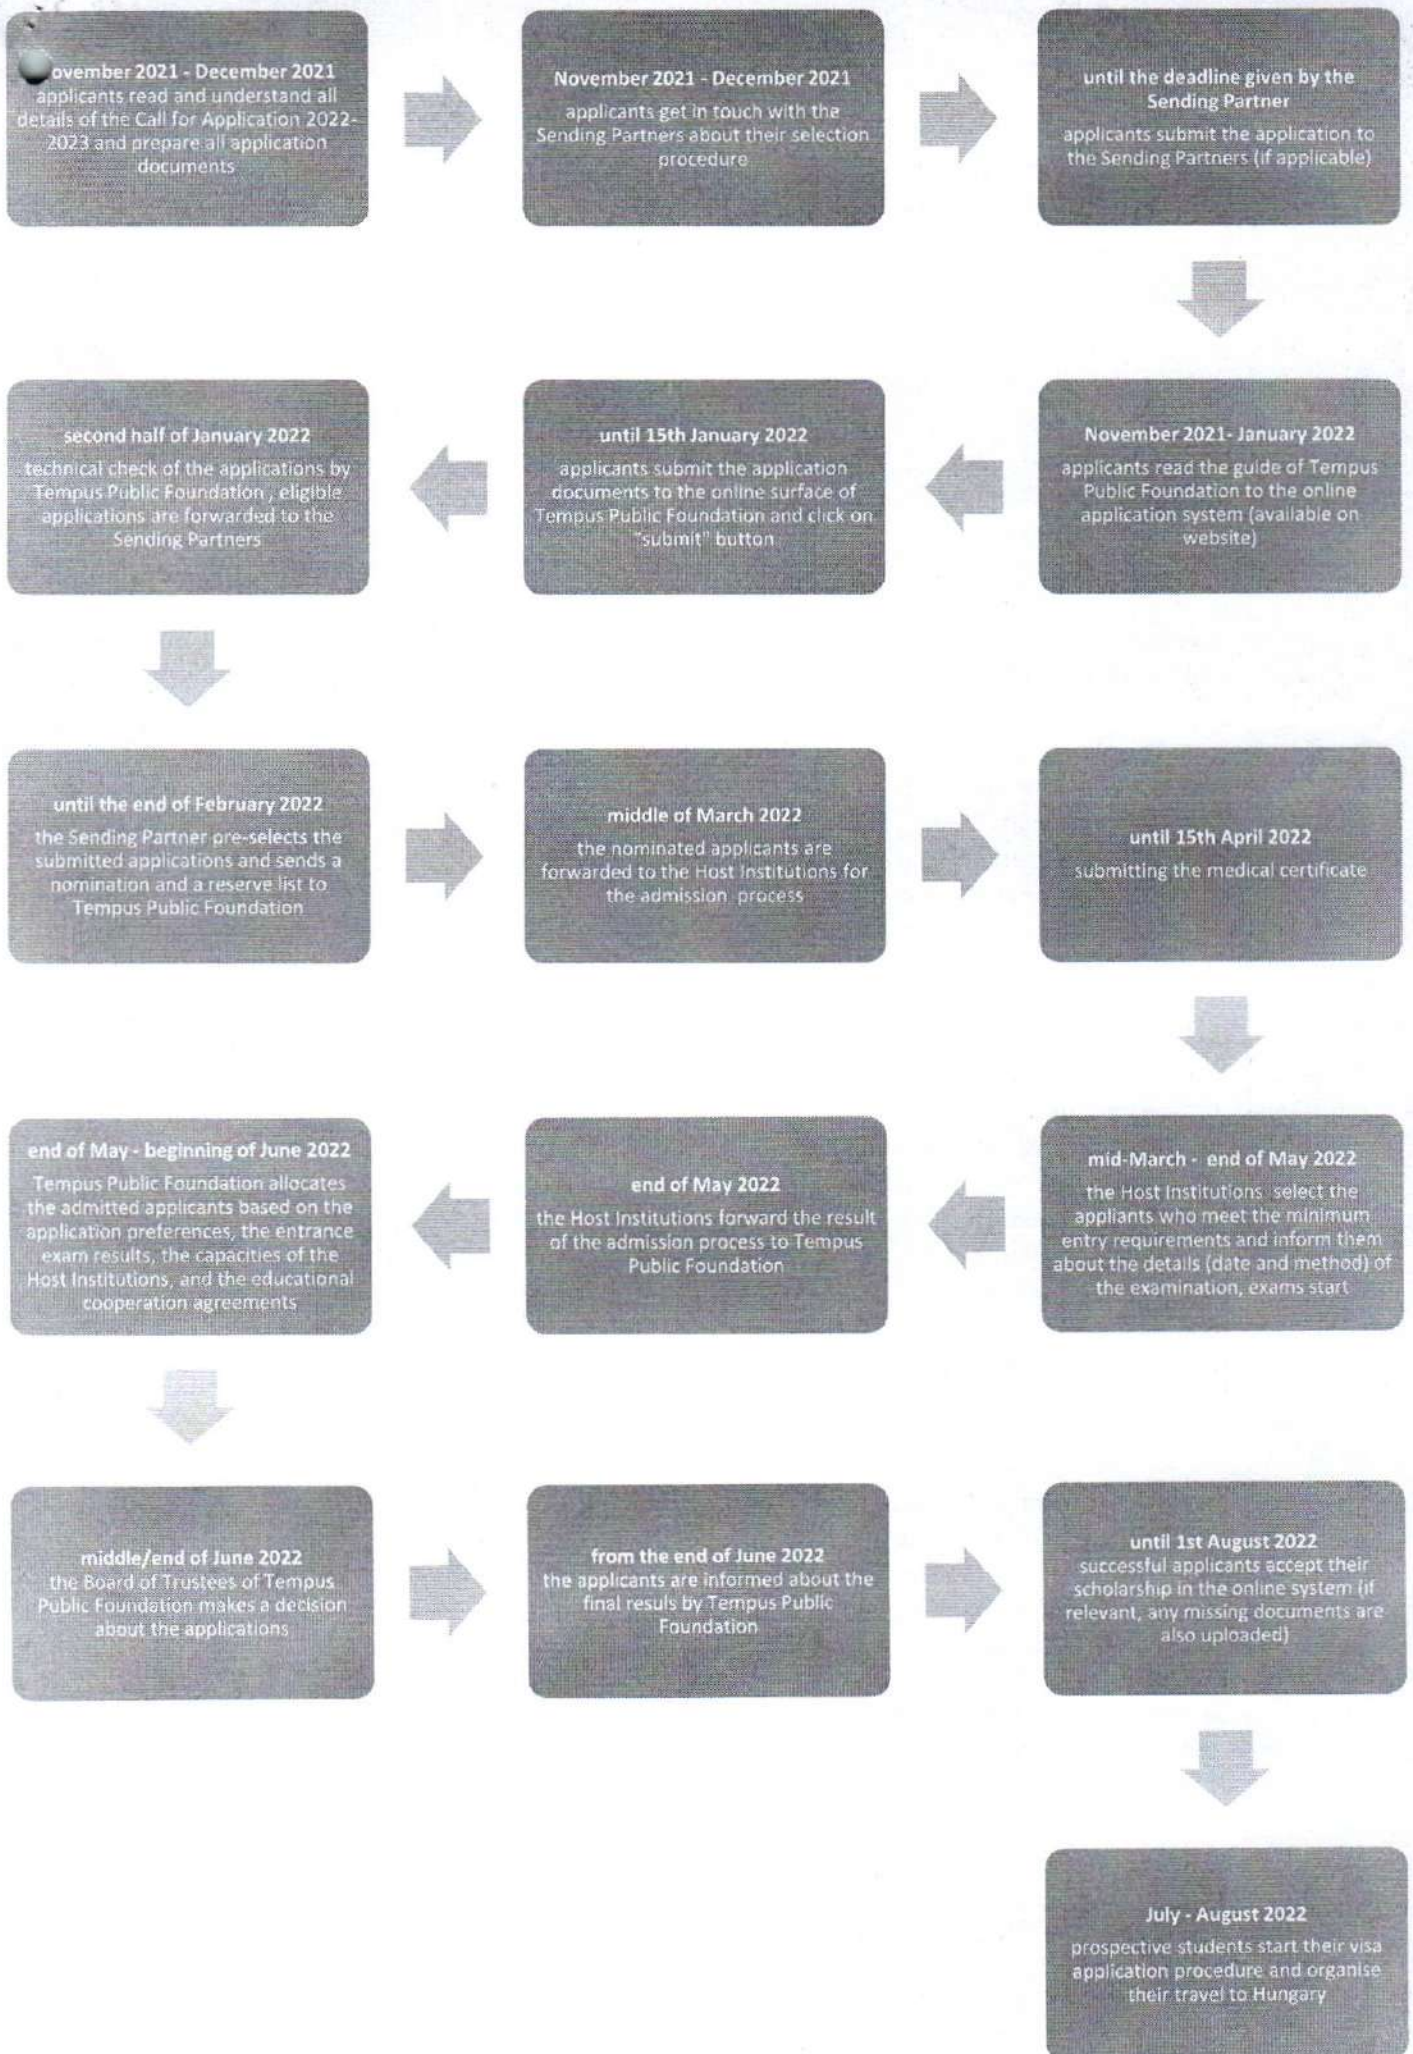 ovember 2021 - December 2021
applicants read and understand all
details of the Call for Application 2022-
2023 and prepare all application
documents
November 2021 - December 2021
applicants get in touch with the
Sending Partners about their selection
procedure
until the deadline given by the
Sending Partner
applicants submit the application to
the Sending Partners (if applicable)
November 2021- January 2022
applicants read the guide of Tempus
Public Foundation to the online
application system (available on
website)
until 15th January 2022
applicants submit the application
documents to the online surface of
Tempus Public Foundation and click on
"submit" button
second half of January 2022
technical check of the applications by
Tempus Public Foundation , eligible
applications are forwarded to the
Sending Partners
until the end of February 2022
the Sending Partner pre-selects the
submitted applications and sends a
nomination and a reserve list to
Tempus Public Foundation
middle of March 2022
the nominated applicants are
forwarded to the Host Institutions for
the admission process
until 15th April 2022
submitting the medical certificate
mid-March - end of May 2022
the Host Institutions select the
appliants who meet the minimum
entry requirements and inform them
about the details (date and method) of
the examination, exams start
end of May 2022
the Host Institutions forward the result
of the admission process to Tempus
Public Foundation
end of May - beginning of June 2022
Tempus Public Foundation allocates
the admitted applicants based on the
application preferences, the entrance
exam results, the capacities of the
Host Institutions, and the educational
cooperation agreements
middle/end of June 2022
the Board of Trustees of Tempus
Public Foundation makes a decision
about the applications
from the end of June 2022
the applicants are informed about the
final resuls by Tempus Public
Foundation
until 1st August 2022
successful applicants accept their
scholarship in the online system (if
relevant, any missing documents are
also uploaded)
July - August 2022
prospective students start their visa
application procedure and organise
their travel to Hungary